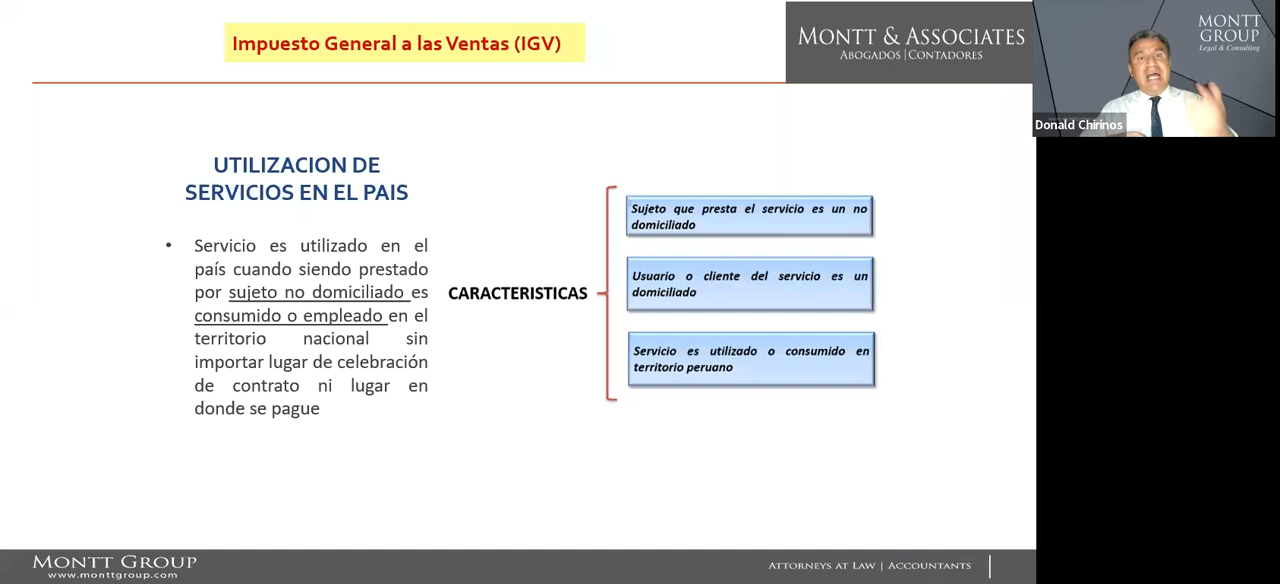 Impuesto General a las Ventas (IGV)
MONTT & ASSOCIATES
ABOGADOS | CONTADORES
MONTT
GROUP
Legal & Consulting
Donald Chirinos
UTILIZACION DE
SERVICIOS EN EL PAIS
• Servicio es utilizado en el
país cuando siendo prestado
por sujeto no domiciliado es
consumido o empleado en el
territorio nacional sin
importar lugar de celebración
de contrato ni lugar en
donde se pague
CARACTERISTICAS
Sujeto que presta el servicio es un no
domiciliado
Usuario o cliente del servicio es un
domiciliado
Servicio es utilizado o consumido en
territorio peruano
MONTT GROUP
www.monttgroup.com
ATTORNEYS AT LAW | ACCOUNTANTS